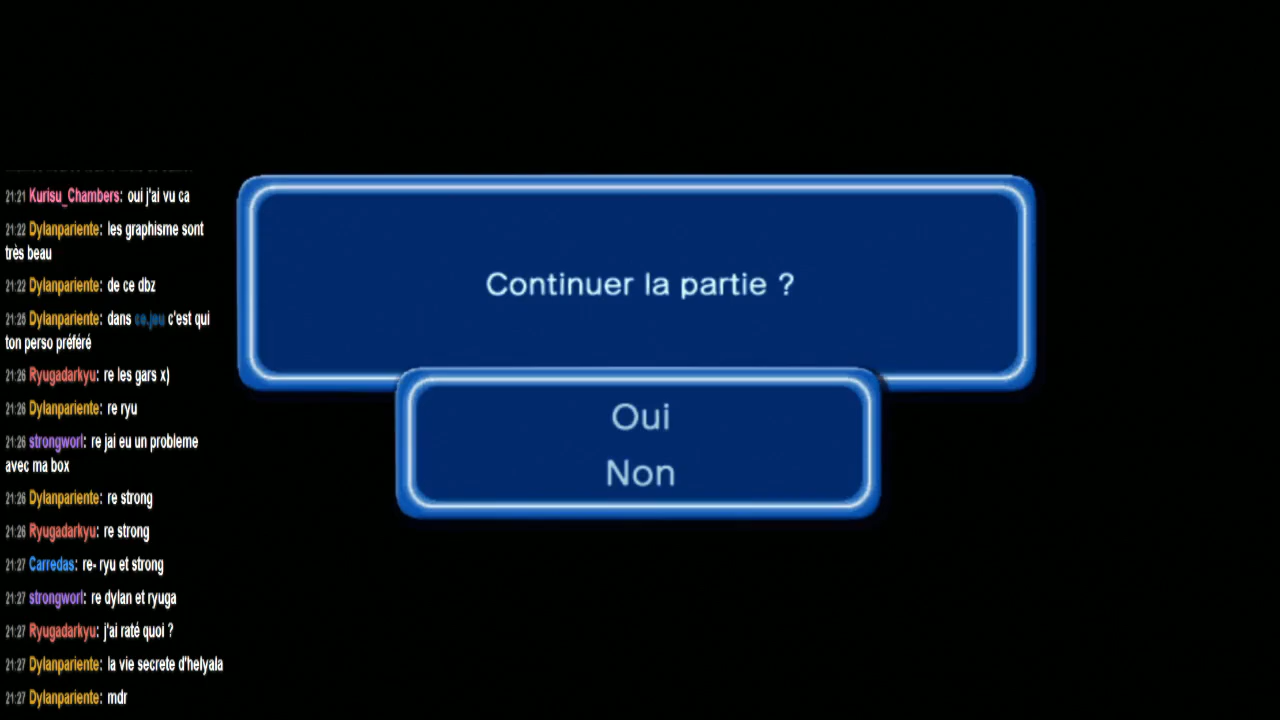 21:21 Kurisu_Chambers: oui j'ai vu ca
21:22 Dylanpariente: les graphisme sont
très beau
21:22 Dylanpariente: de ce dbz
21:25 Dylanpariente: dans ce.jeu c'est qui
ton perso préféré
21:26 Ryugadarkyu: re les gars x)
21:26 Dylanpariente: re ryu
21:26 strongworl: re jai eu un probleme
avec ma box
21:26 Dylanpariente: re strong
21:26 Ryugadarkyu: re strong
21:27 Carredas: re- ryu et strong
21:27 strongworl: re dylan et ryuga
21:27 Ryugadarkyu: j'ai raté quoi ?
21:27 Dylanpariente: la vie secrete d'helyala
21:27 Dylanpariente: mdr
Continuer la partie ?
Oui
Non